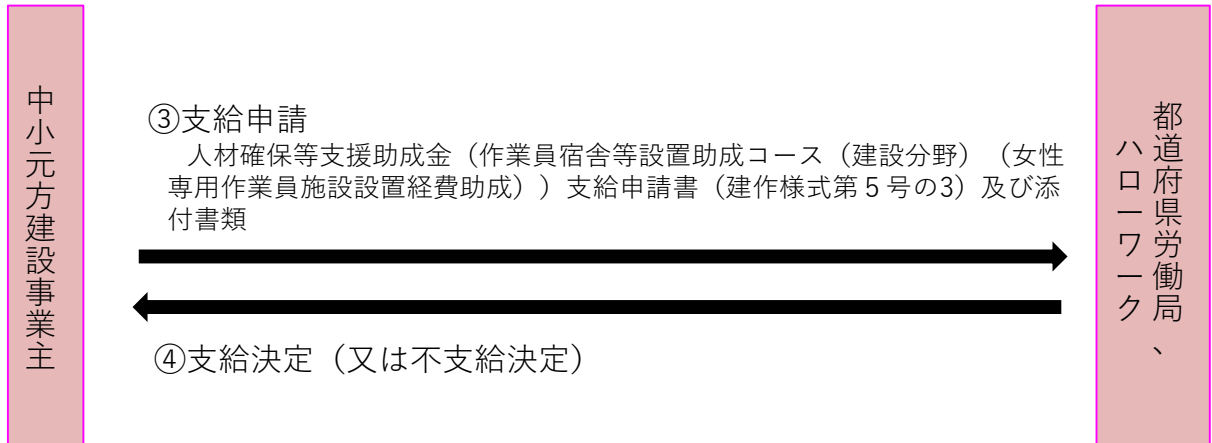 中小元方建設事業主
③支給申請
人材確保等支援助成金（作業員宿舎等設置助成コース（建設分野）（女性
専用作業員施設設置経費助成））支給申請書（建作様式第５号の3）及び添
付書類
④支給決定（又は不支給決定）
都道府県労働局、
ハローワーク